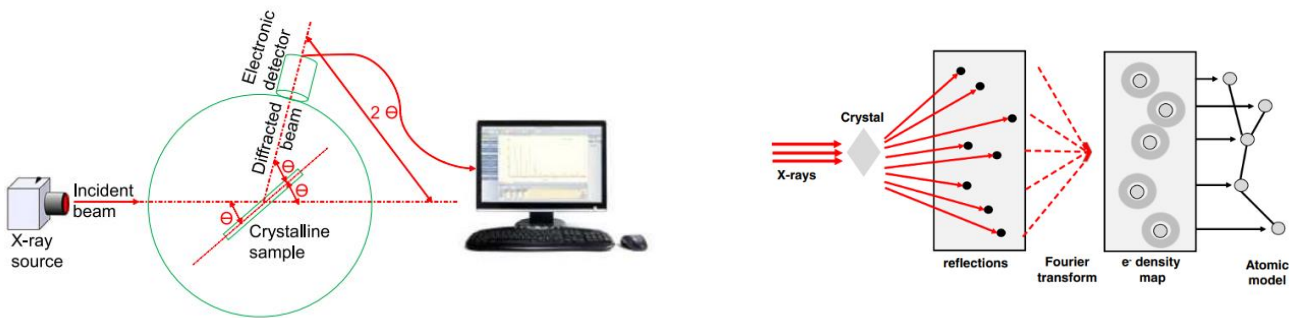 Electronic
detector
Diffracted
beam
2 Θ
Θ
Θ
Θ
Incident
beam
X-ray
source
Crystalline
sample
Crystal
X-rays
reflections
Fourier
transform
e- density
map
Atomic
model